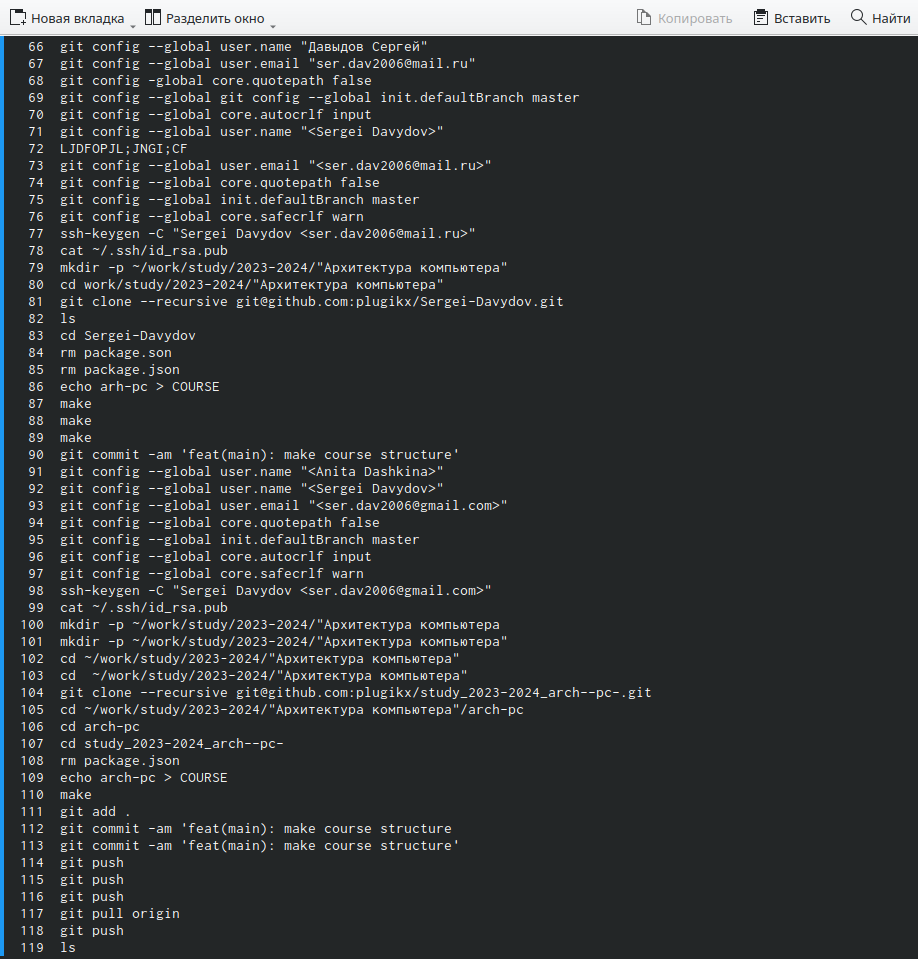 Новая вкладка Разделить окно Копировать Вставить Найти
66 git config --global user.name "Давыдов Сергей"
67 git config --global user.email "ser.dav2006@mail.ru"
68 git config -global core.quotepath false
69 git config --global git config --global init.defaultBranch master
70 git config --global core.autocrlf input
71 git config --global user.name "<Sergei Davydov>"
72 LJDFOPJL;JNGI;CF
73 git config --global user.email "<ser.dav2006@mail.ru>"
74 git config --global core.quotepath false
75 git config --global init.defaultBranch master
76 git config --global core.safecrlf warn
77 ssh-keygen -C "Sergei Davydov <ser.dav2006@mail.ru>"
78 cat ~/.ssh/id_rsa.pub
79 mkdir -p ~/work/study/2023-2024/"Архитектура компьютера"
80 cd work/study/2023-2024/"Архитектура компьютера"
81 git clone --recursive git@github.com:plugikx/Sergei-Davydov.git
82 ls
83 cd Sergei-Davydov
84 rm package.son
85 rm package.json
86 echo arh-pc > COURSE
87 make
88 make
89 make
90 git commit -am 'feat(main): make course structure'
91 git config --global user.name "<Anita Dashkina>"
92 git config --global user.name "<Sergei Davydov>"
93 git config --global user.email "<ser.dav2006@gmail.com>"
94 git config --global core.quotepath false
95 git config --global init.defaultBranch master
96 git config --global core.autocrlf input
97 git config --global core.safecrlf warn
98 ssh-keygen -C "Sergei Davydov <ser.dav2006@gmail.com>"
99 cat ~/.ssh/id_rsa.pub
100 mkdir -p ~/work/study/2023-2024/"Архитектура компьютера
101 mkdir -p ~/work/study/2023-2024/"Архитектура компьютера"
102 cd ~/work/study/2023-2024/"Архитектура компьютера"
103 cd  ~/work/study/2023-2024/"Архитектура компьютера"
104 git clone --recursive git@github.com:plugikx/study_2023-2024_arch--pc-.git
105 cd ~/work/study/2023-2024/"Архитектура компьютера"/arch-pc
106 cd arch-pc
107 cd study_2023-2024_arch--pc-
108 rm package.json
109 echo arch-pc > COURSE
110 make
111 git add .
112 git commit -am 'feat(main): make course structure
113 git commit -am 'feat(main): make course structure'
114 git push
115 git push
116 git push
117 git pull origin
118 git push
119 ls